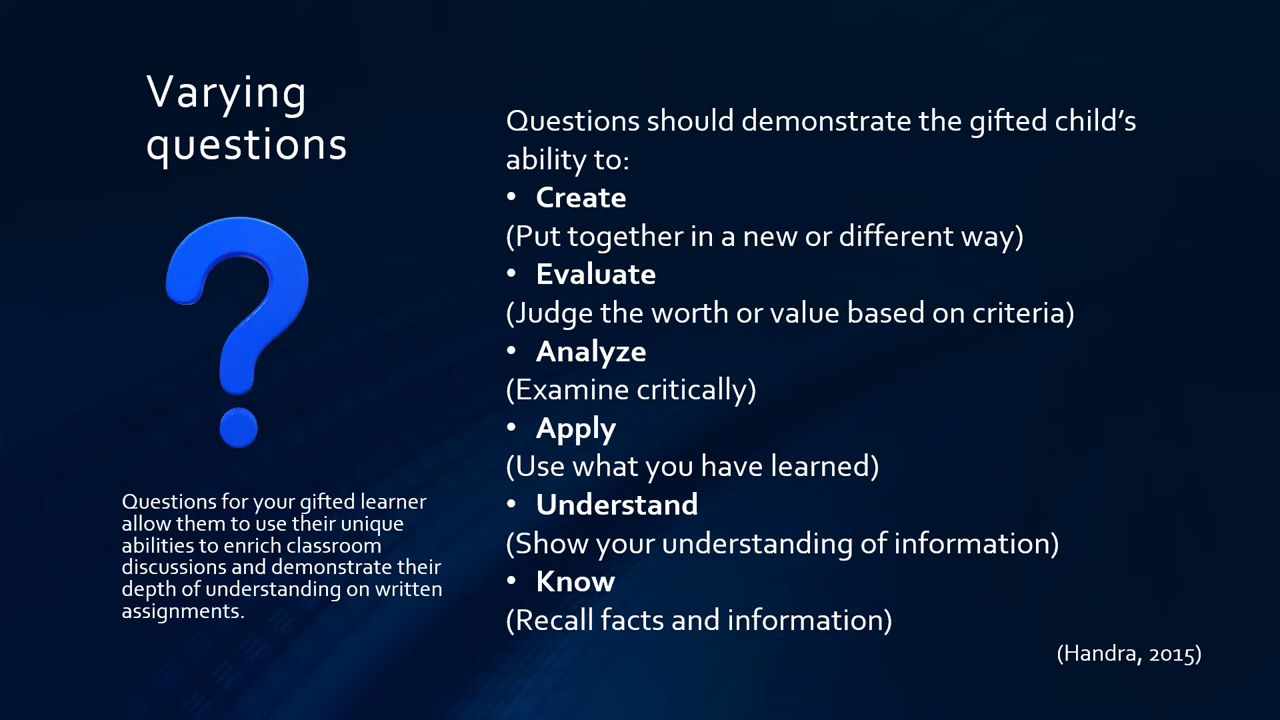 Varying
questions
Questions for your gifted learner
allow them to use their unique
abilities to enrich classroom
discussions and demonstrate their
depth of understanding on written
assignments.
Questions should demonstrate the gifted child’s
ability to:
• Create
(Put together in a new or different way)
• Evaluate
(Judge the worth or value based on criteria)
• Analyze
(Examine critically)
• Apply
(Use what you have learned)
• Understand
(Show your understanding of information)
• Know
(Recall facts and information)
(Handra, 2015)